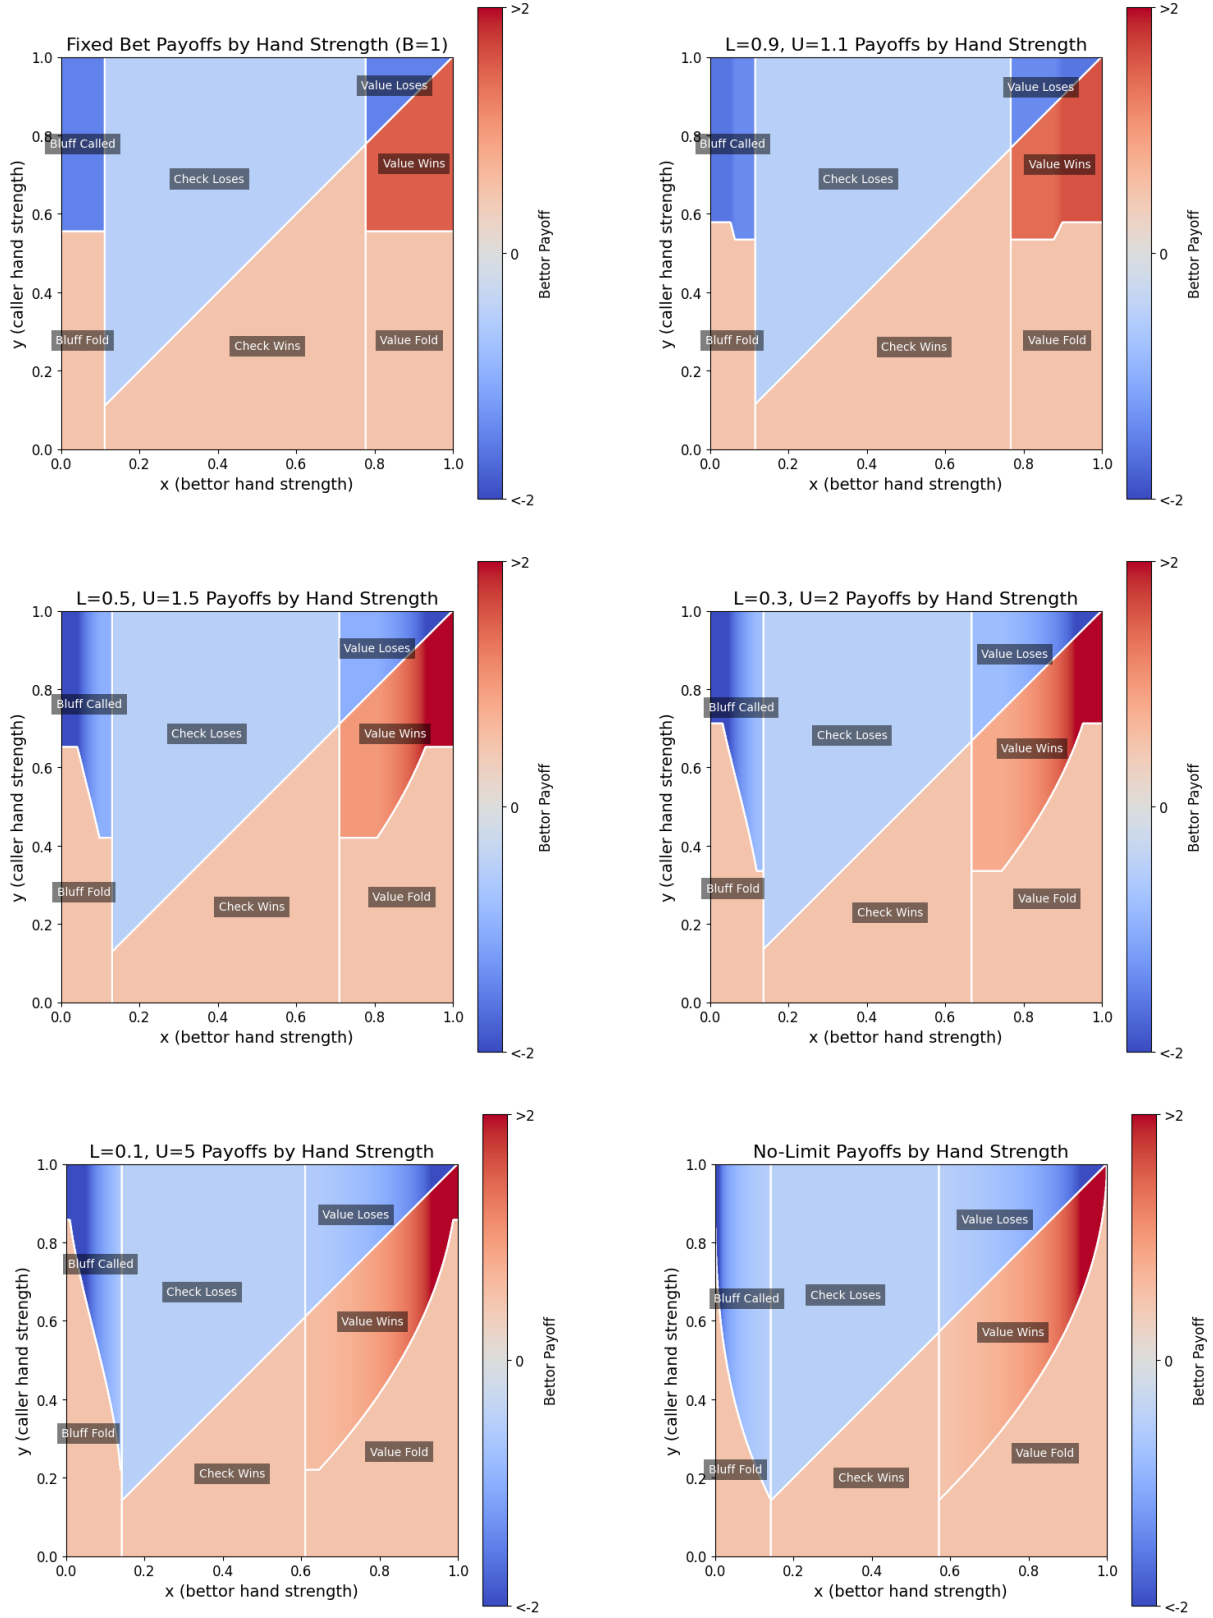 Fixed Bet Payoffs by Hand Strength (B=1)
>2
1.0
Value Loses
0.8
Bluff Called
Value Wins
Check Loses
0.6
y (caller hand strength)
0
Bettor Payoff
0.4
Bluff Fold
Check Wins
Value Fold
0.2
0.0
0.0 0.2 0.4 0.6 0.8 1.0
x (bettor hand strength)
<-2
L=0.9, U=1.1 Payoffs by Hand Strength
>2
1.0
Value Loses
0.8
Bluff Called
Value Wins
Check Loses
0.6
y (caller hand strength)
0
Bettor Payoff
0.4
Bluff Fold
Check Wins
Value Fold
0.2
0.0
0.0 0.2 0.4 0.6 0.8 1.0
x (bettor hand strength)
<-2
L=0.5, U=1.5 Payoffs by Hand Strength
>2
1.0
Value Loses
0.8
Bluff Called
Check Loses
Value Wins
0.6
y (caller hand strength)
0
Bettor Payoff
0.4
Bluff Fold
Value Fold
Check Wins
0.2
0.0
0.0 0.2 0.4 0.6 0.8 1.0
x (bettor hand strength)
<-2
L=0.3, U=2 Payoffs by Hand Strength
>2
1.0
Value Loses
0.8
Bluff Called
Check Loses
Value Wins
0.6
y (caller hand strength)
0
Bettor Payoff
0.4
Bluff Fold
Value Fold
Check Wins
0.2
0.0
0.0 0.2 0.4 0.6 0.8 1.0
x (bettor hand strength)
<-2
L=0.1, U=5 Payoffs by Hand Strength
>2
1.0
Value Loses
0.8
Bluff Called
Check Loses
0.6
Value Wins
y (caller hand strength)
0
Bettor Payoff
0.4
Bluff Fold
Value Fold
0.2
Check Wins
0.0
0.0 0.2 0.4 0.6 0.8 1.0
x (bettor hand strength)
<-2
No-Limit Payoffs by Hand Strength
>2
1.0
Value Loses
0.8
Bluff Called
Check Loses
0.6
Value Wins
y (caller hand strength)
0
Bettor Payoff
0.4
Value Fold
Bluff Fold
0.2
Check Wins
0.0
0.0 0.2 0.4 0.6 0.8 1.0
x (bettor hand strength)
<-2